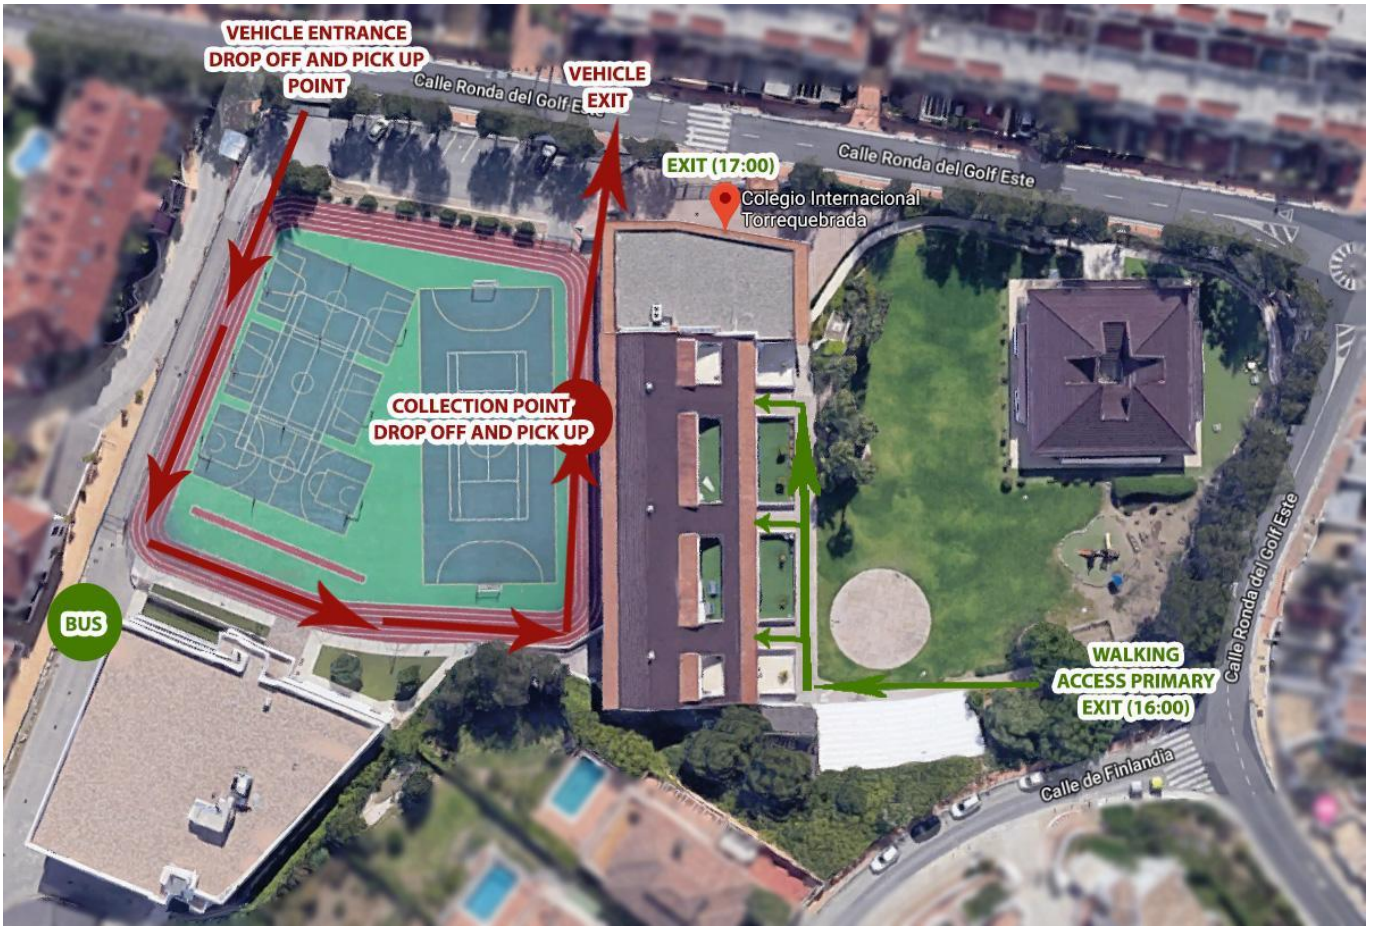 VEHICLE ENTRANCE
DROP OFF AND PICK UP
POINT
VEHICLE
EXIT
Calle Ronda del Golf Este
EXIT (17:00)
Calle Ronda del Golf Este
Colegio Internacional
Torrequebrada
COLLECTION POINT
DROP OFF AND PICK UP
Calle Ronda del Golf Este
BUS
WALKING
ACCESS PRIMARY
EXIT (16:00)
Calle de Finlandia